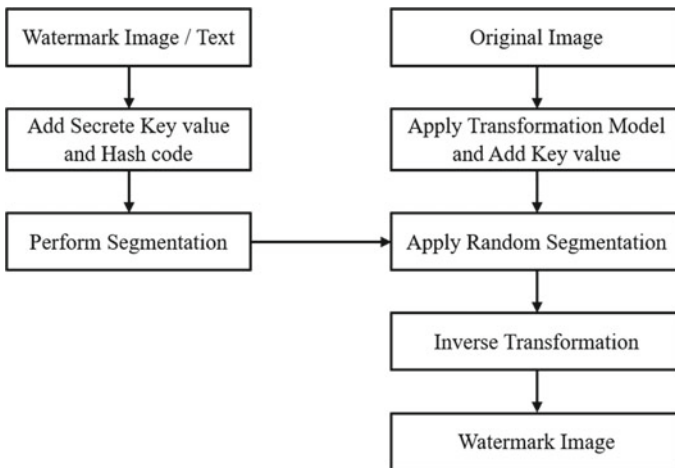 Watermark Image / Text
Original Image
Add Secrete Key value
and Hash code
Apply Transformation Model
and Add Key value
Perform Segmentation
Apply Random Segmentation
Inverse Transformation
Watermark Image